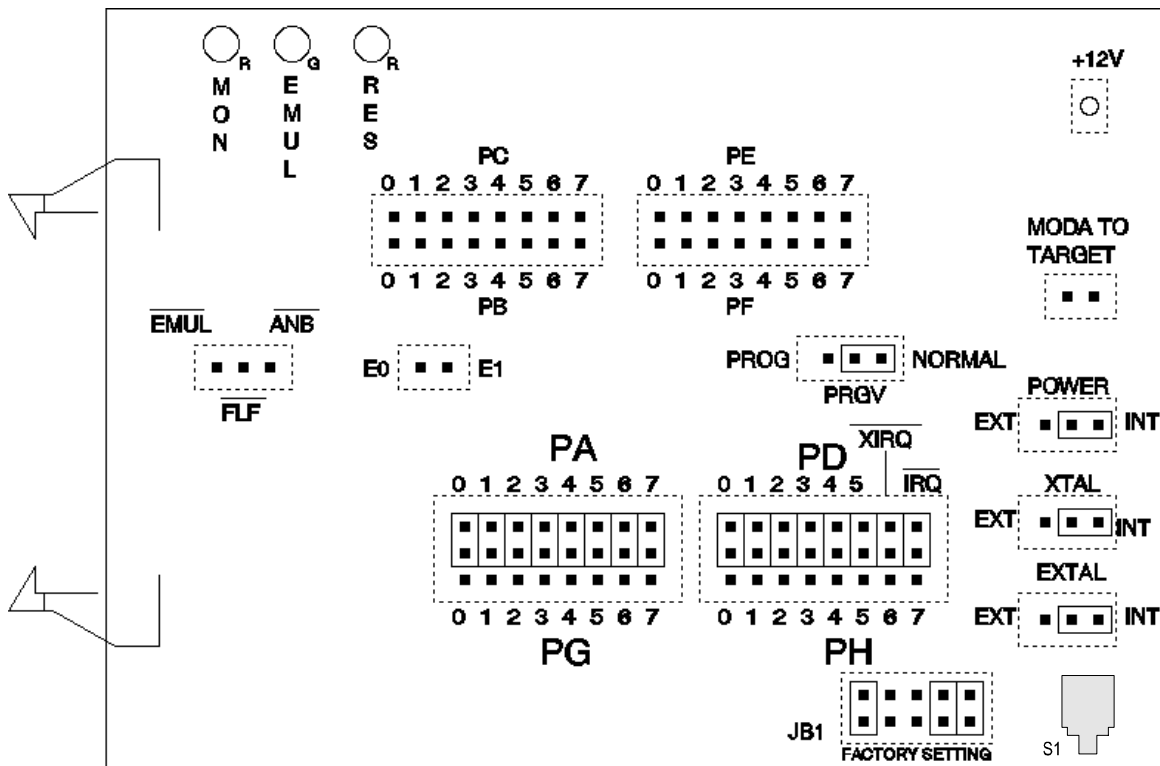 R G R
MON EMUL RES
+12V
PC PE
0 1 2 3 4 5 6 7 0 1 2 3 4 5 6 7
0 1 2 3 4 5 6 7 0 1 2 3 4 5 6 7
PB PF
MODA TO
TARGET
EMUL ANB
FLF
E0 E1
PROG NORMAL
PRGV
POWER
EXT INT
PA PD XIRQ
0 1 2 3 4 5 6 7 0 1 2 3 4 5 IRQ
XTAL
EXT INT
EXTAL
EXT INT
0 1 2 3 4 5 6 7 0 1 2 3 4 5 6 7
PG PH
JB1
FACTORY SETTING
S1